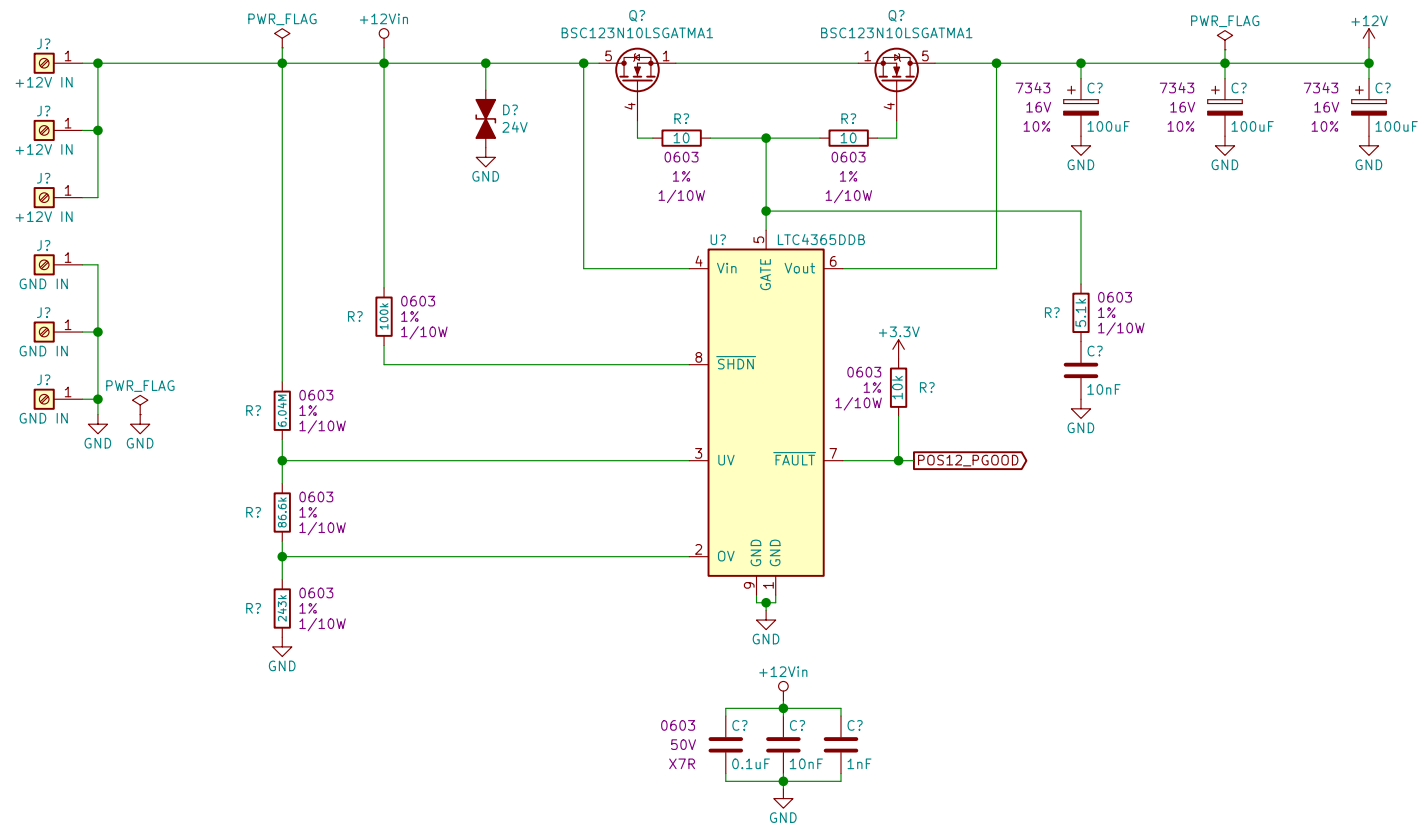 PWR_FLAG
+12Vin
Q?
BSC123N10LSGATMA1
Q?
BSC123N10LSGATMA1
PWR_FLAG
+12V
J?
1
+12V IN
J?
1
+12V IN
J?
1
+12V IN
J?
1
GND IN
J?
1
GND IN
J?
1
GND IN
PWR_FLAG
GND
GND
D?
24V
GND
5
1
4
1
5
4
R?
10
0603
1%
1/10W
R?
10
0603
1%
1/10W
7343
16V
10%
+
C?
100uF
GND
7343
16V
10%
+
C?
100uF
GND
7343
16V
10%
+
C?
100uF
GND
U?
LTC4365DDB
5
GATE
4
Vin
Vout
6
8
SHDN
3
UV
FAULT
7
2
OV
GND
GND
9
1
GND
R?
100k
0603
1%
1/10W
R?
6.04M
0603
1%
1/10W
R?
86.6k
0603
1%
1/10W
R?
243k
0603
1%
1/10W
GND
+3.3V
0603
1%
1/10W
10k
R?
POS12_PGOOD
R?
5.1k
0603
1%
1/10W
C?
10nF
GND
+12Vin
0603
50V
X7R
C?
0.1uF
C?
10nF
C?
1nF
GND